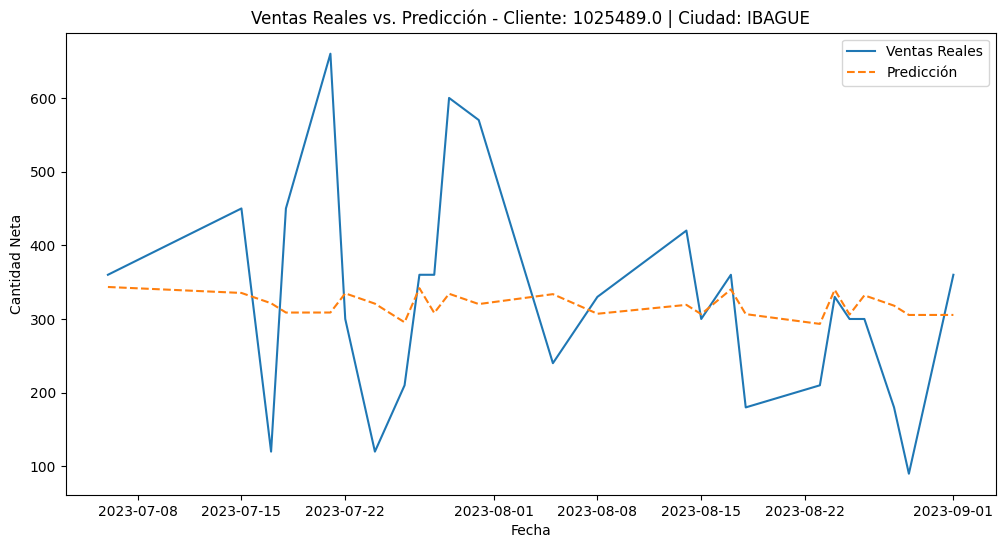 Ventas Reales vs. Predicción - Cliente: 1025489.0 | Ciudad: IBAGUE
Ventas Reales
Predicción
Cantidad Neta
600
500
400
300
200
100
2023-07-08
2023-07-15
2023-07-22
2023-08-01
2023-08-08
2023-08-15
2023-08-22
2023-09-01
Fecha